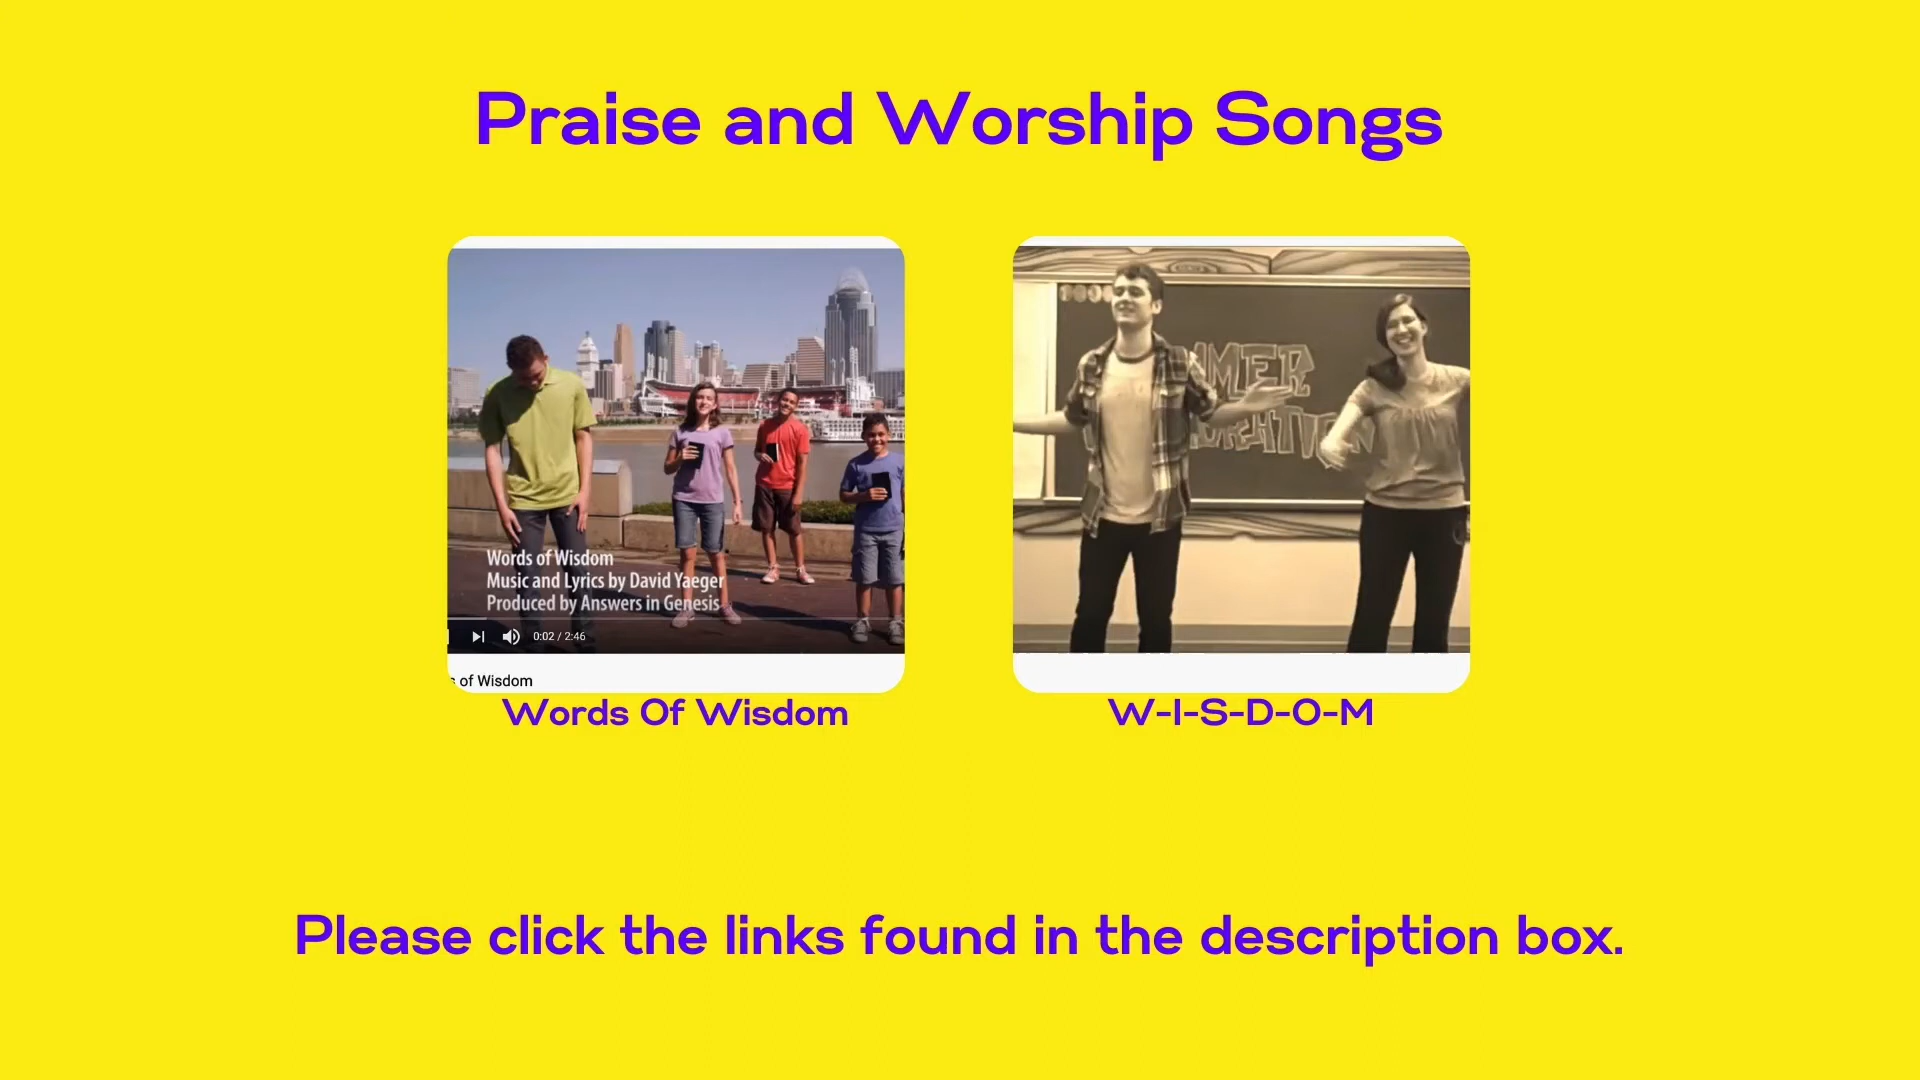 Praise and Worship Songs
Words of Wisdom
Music and Lyrics by David Yaeger
Produced by Answers in Genesis
0:02 / 2:46
s of Wisdom
Words Of Wisdom
W-I-S-D-O-M
Please click the links found in the description box.